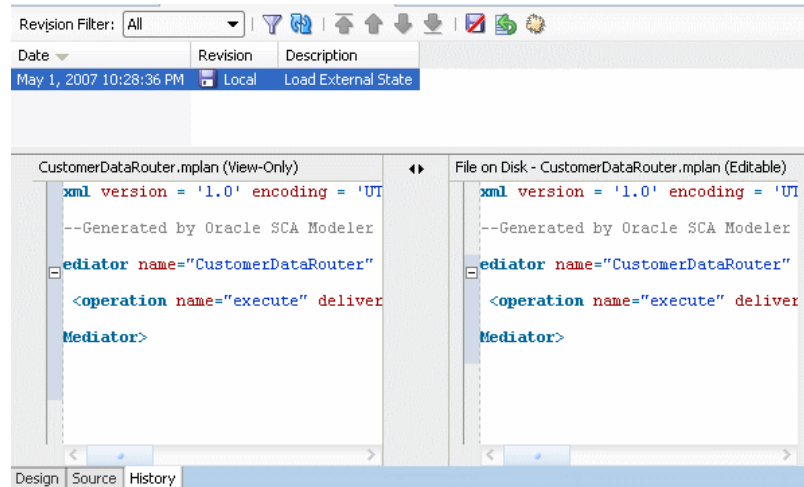 Revision Filter: All
Date Revision Description
May 1, 2007 10:28:36 PM Local Load External State
CustomerDataRouter.mplan (View-Only)
xml version = '1.0' encoding = 'UT
--Generated by Oracle SCA Modeler
ediator name="CustomerDataRouter"
<operation name="execute" deliver
Mediator>
File on Disk - CustomerDataRouter.mplan (Editable)
xml version = '1.0' encoding = 'UT
--Generated by Oracle SCA Modeler
ediator name="CustomerDataRouter"
<operation name="execute" deliver
Mediator>
Design Source History